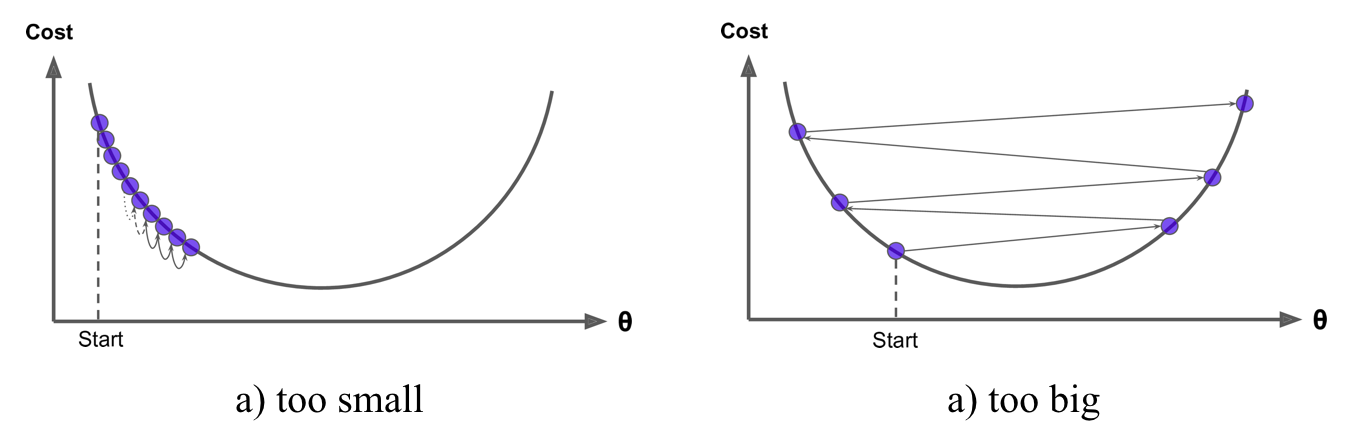 Cost
θ
Start
a) too small
Cost
θ
Start
a) too big